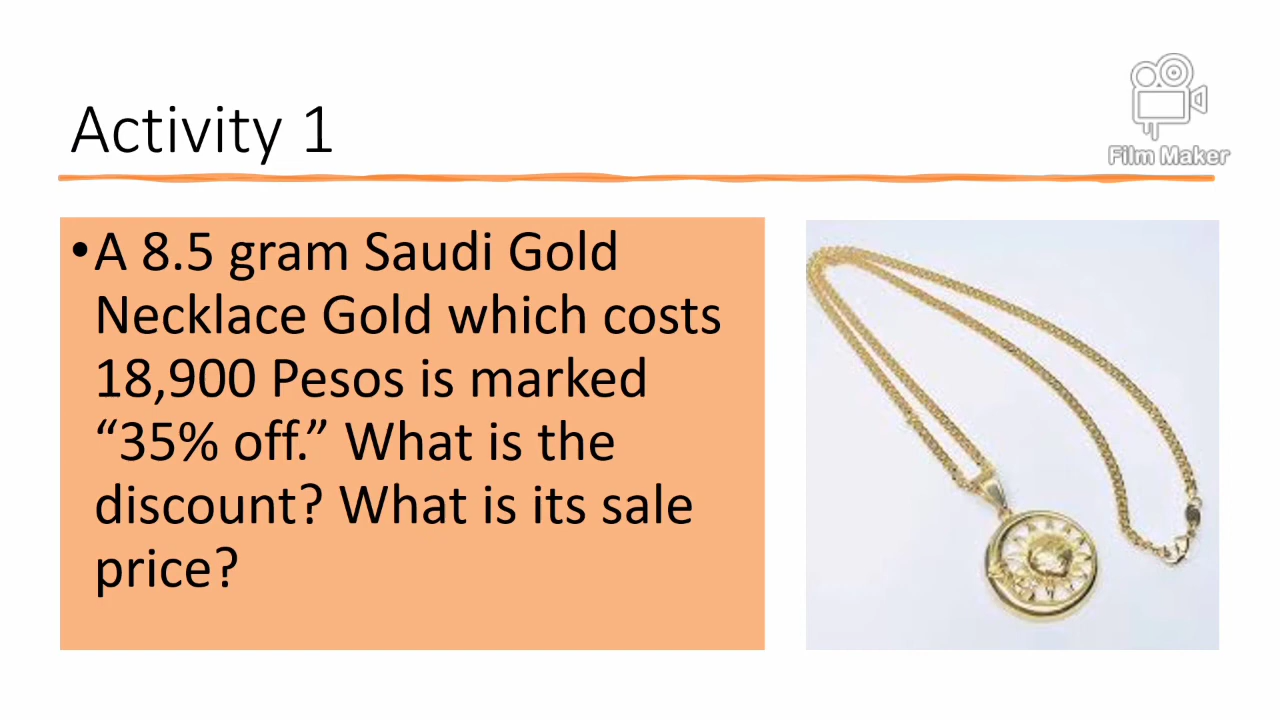 Activity 1
Film Maker
•A 8.5 gram Saudi Gold
Necklace Gold which costs
18,900 Pesos is marked
“35% off.” What is the
discount? What is its sale
price?